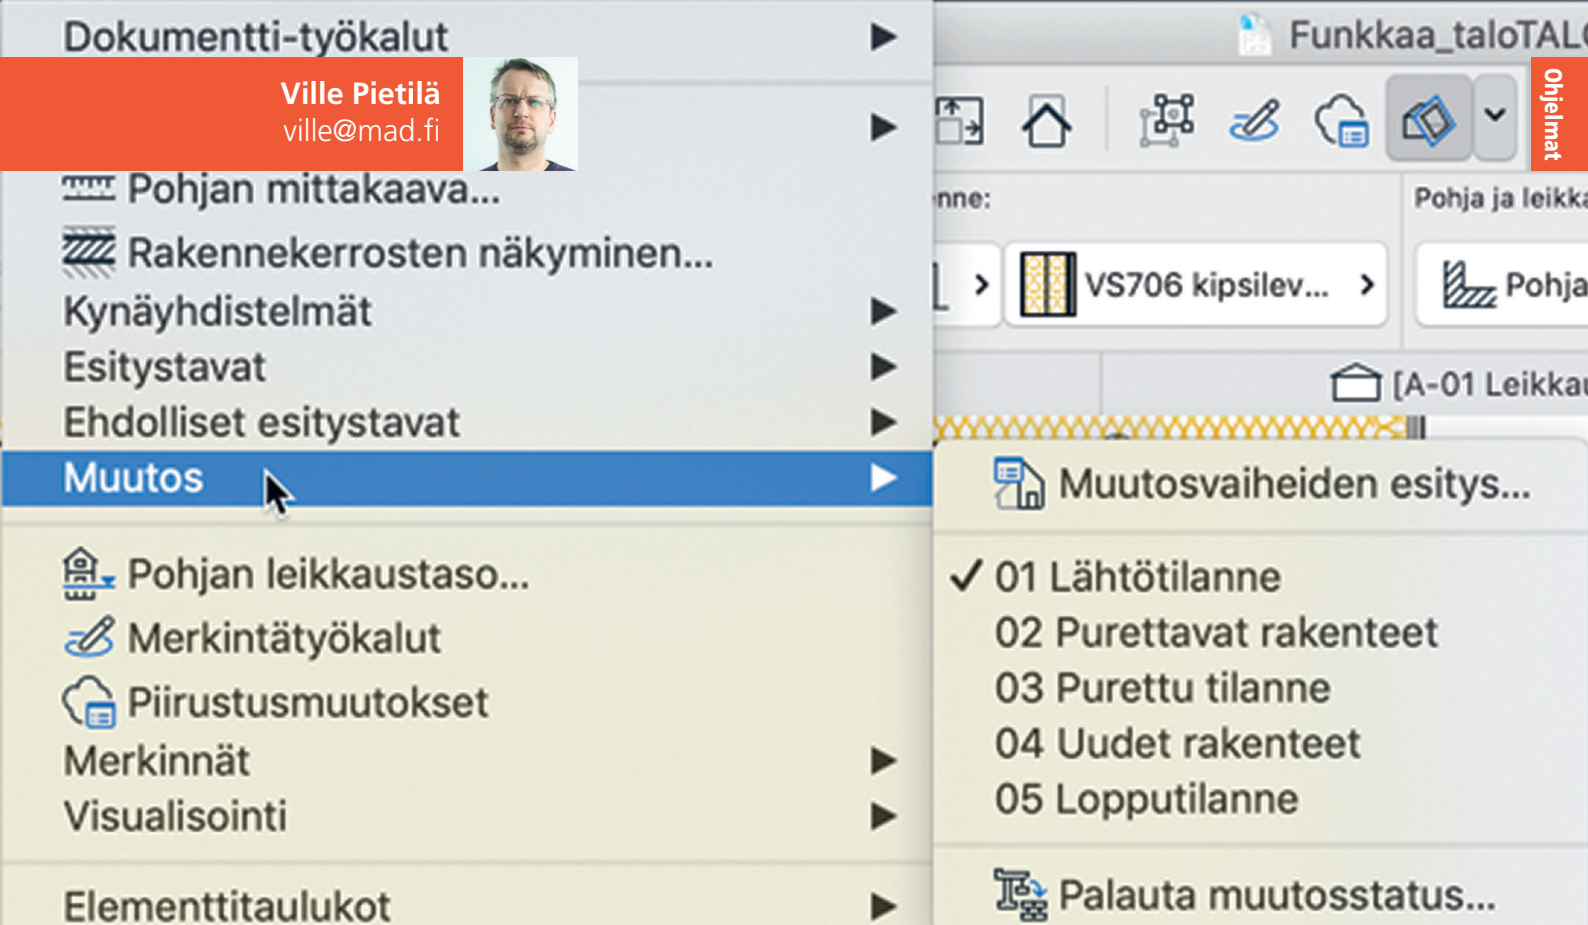 Dokumentti-työkalut
Ville Pietilä
ville@mad.fi
Pohjan mittakaava...
Rakennekerrosten näkyminen...
Kynäyhdistelmät
Esitystavat
Ehdolliset esitystavat
Muutos
Pohjan leikkaustaso...
Merkintätyökalut
Piirustusmuutokset
Merkinnät
Visualisointi
Elementtitaulukot
Funkkaa_taloTALO
Ohjelmat
nne:
Pohja ja leikka
VS706 kipsilev...
Pohja
[A-01 Leikkau
Muutosvaiheiden esitys...
01 Lähtötilanne
02 Purettavat rakenteet
03 Purettu tilanne
04 Uudet rakenteet
05 Lopputilanne
Palauta muutosstatus...